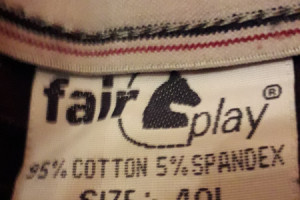 fair
play®
95% COTTON 5% SPANDEX
SIZE: 40L